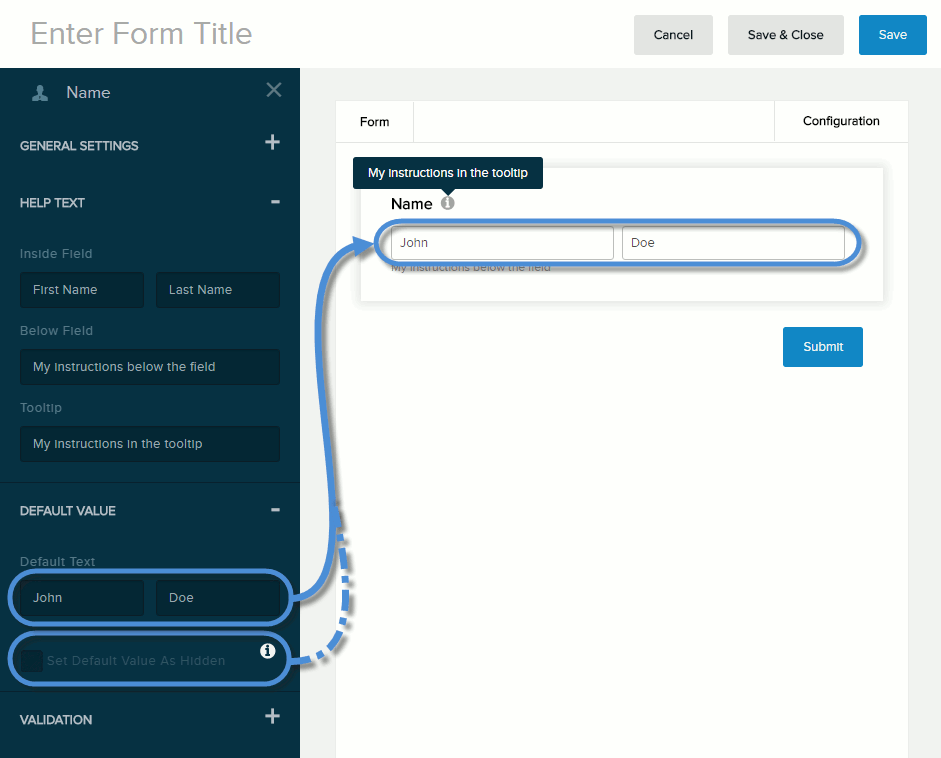 Enter Form Title
Cancel
Save & Close
Save
Name
GENERAL SETTINGS
HELP TEXT
Inside Field
First Name
Last Name
Below Field
My instructions below the field
Tooltip
My instructions in the tooltip
DEFAULT VALUE
Default Text
John
Doe
Set Default Value As Hidden
VALIDATION
Form
Configuration
My instructions in the tooltip
Name
John
Doe
My instructions below the field
Submit